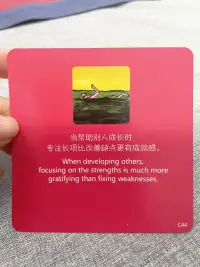 当帮助别人成长时,
专注长项比改善缺点更有成就感。
When developing others,
focusing on the strengths is much more
gratifying than fixing weaknesses.
CA2